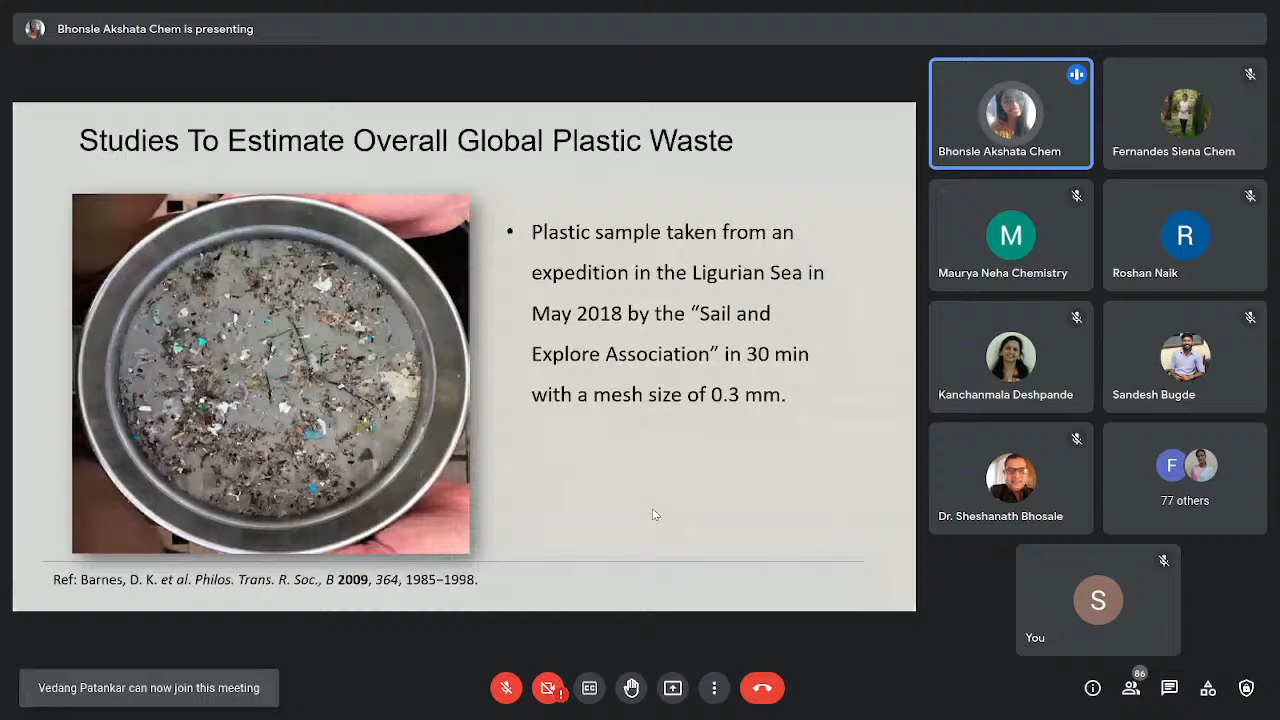 Bhonsle Akshata Chem is presenting
Studies To Estimate Overall Global Plastic Waste
• Plastic sample taken from an
expedition in the Ligurian Sea in
May 2018 by the “Sail and
Explore Association” in 30 min
with a mesh size of 0.3 mm.
Ref: Barnes, D. K. et al. Philos. Trans. R. Soc., B 2009, 364, 1985–1998.
Bhonsle Akshata Chem
Fernandes Siena Chem
M
Maurya Neha Chemistry
R
Roshan Naik
Kanchanmala Deshpande
Sandesh Bugde
Dr. Sheshanath Bhosale
F
77 others
S
You
Vedang Patankar can now join this meeting
CC
86